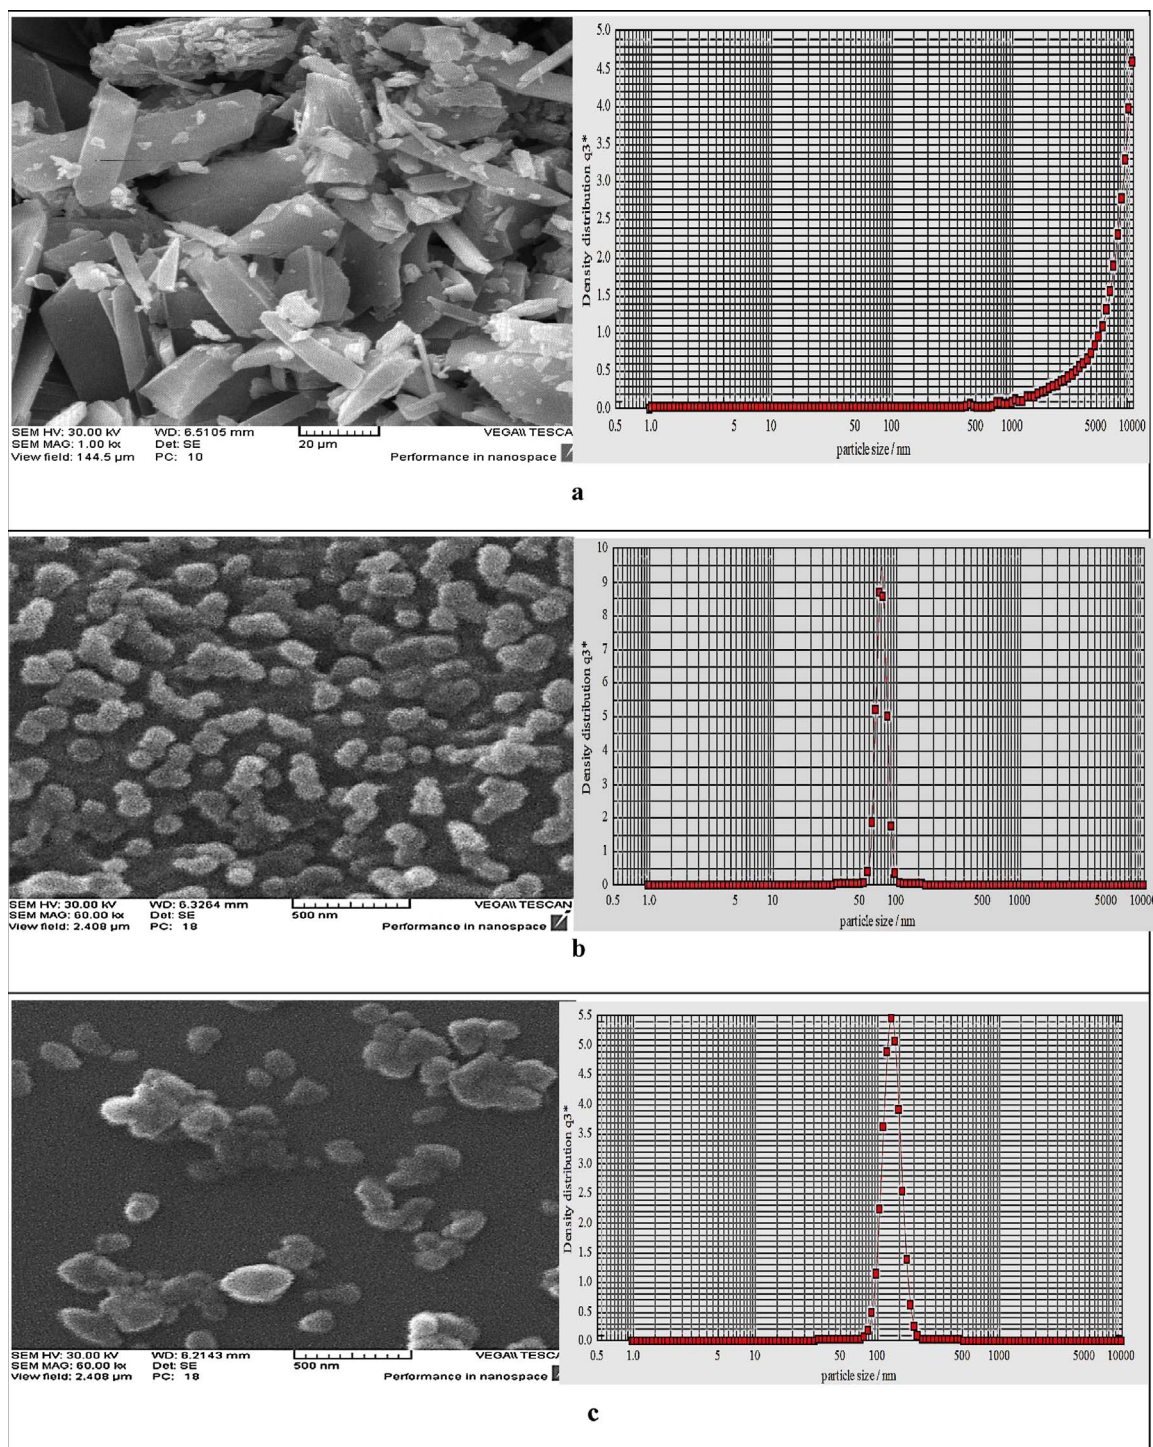 5.0
4.5
4.0
3.5
3.0
2.5
2.0
1.5
1.0
0.5
0.0
Density distribution q3*
0.5 1.0 5 10 50 100 500 1000 5000 10000
particle size / nm
SEM HV: 30.00 kV WD: 6.5105 mm VEGA\\ TESCA
SEM MAG: 1.00 kx Det: SE 20 µm
View field: 144.5 µm PC: 10 Performance in nanospace
a
10
9
8
7
6
5
4
3
2
1
0
Density distribution q3*
0.5 1.0 5 10 50 100 500 1000 5000 10000
particle size / nm
SEM HV: 30.00 kV WD: 6.3264 mm VEGA\\ TESCAN
SEM MAG: 60.00 kx Det: SE 500 nm
View field: 2.408 µm PC: 18 Performance in nanospace
b
5.5
5.0
4.5
4.0
3.5
3.0
2.5
2.0
1.5
1.0
0.5
0.0
Density distribution q3*
0.5 1.0 5 10 50 100 500 1000 5000 10000
particle size / nm
SEM HV: 30.00 kV WD: 6.2143 mm VEGA\\ TESCA
SEM MAG: 60.00 kx Det: SE 500 nm
View field: 2.408 µm PC: 18 Performance in nanospace
c